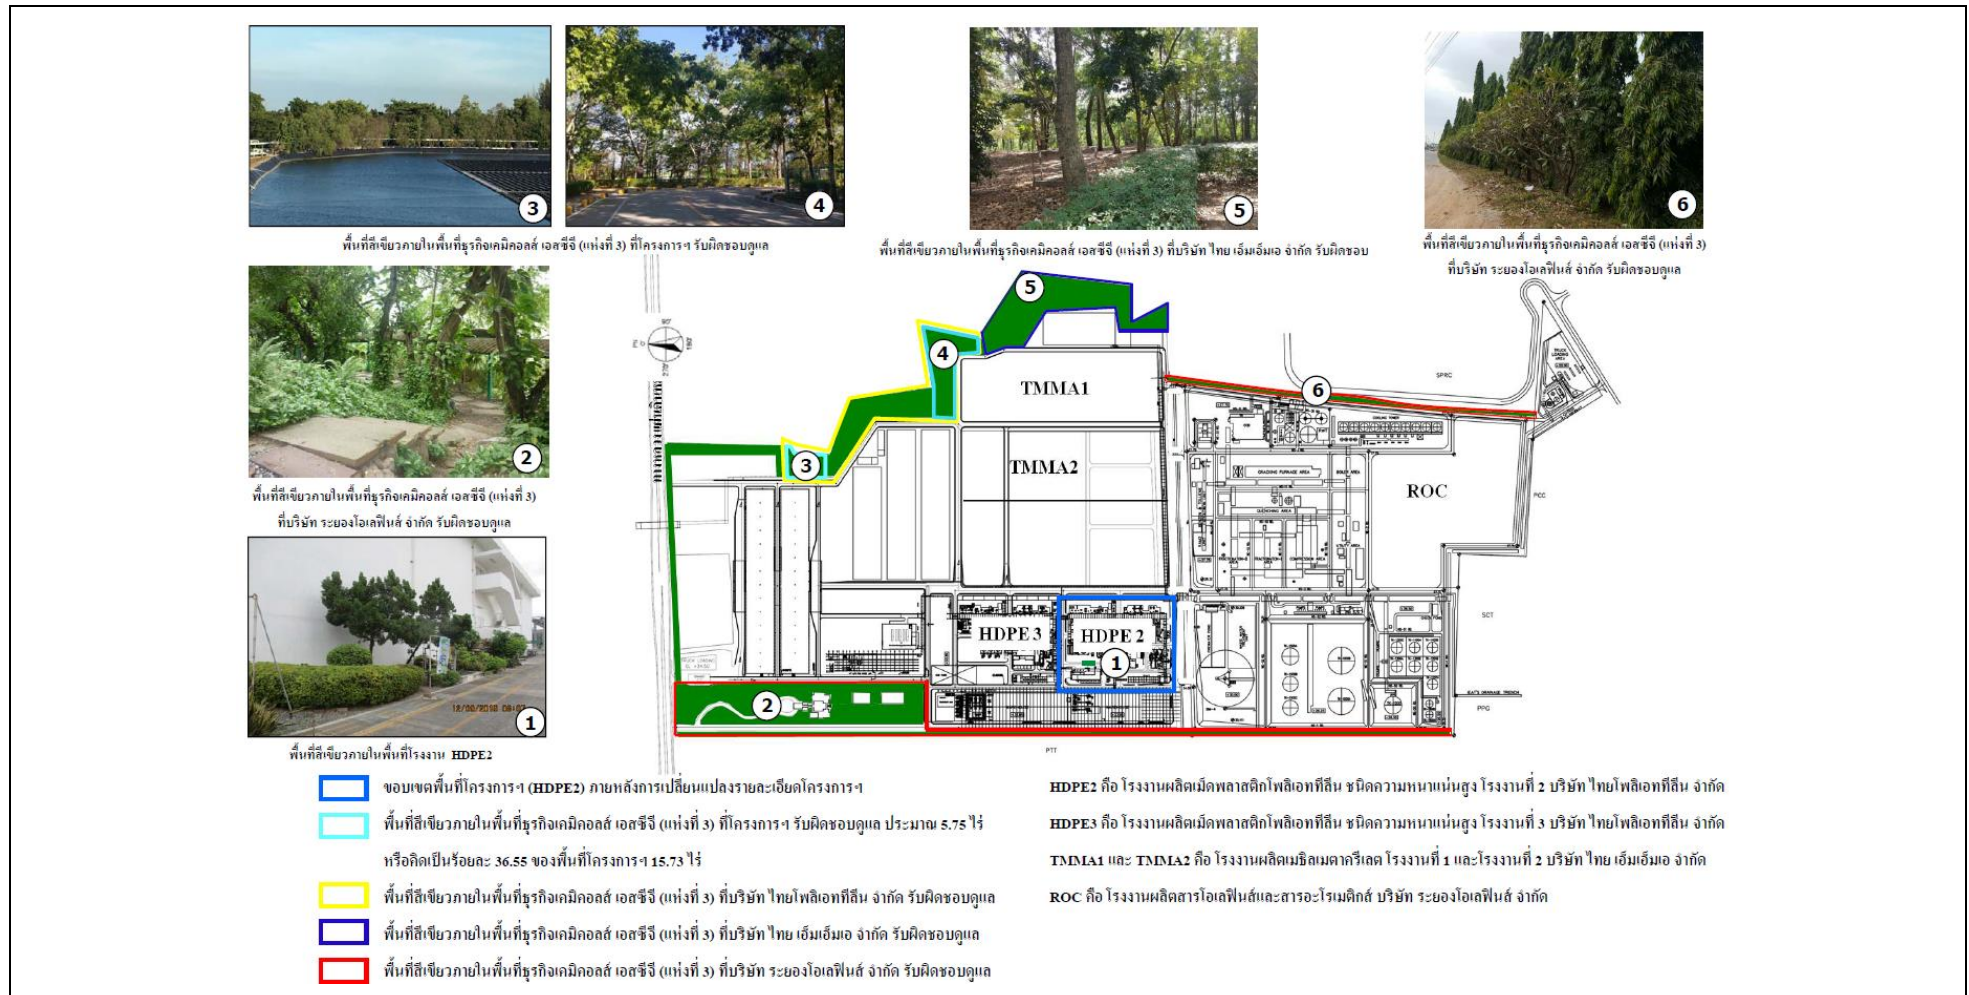 3
4
5
6
พื้นที่สีเขียวภายในพื้นที่ธุรกิจเคมิคอลส์ เอสซีจี (แห่งที่ 3) ที่โครงการฯ รับผิดชอบดูแล
พื้นที่สีเขียวภายในพื้นที่ธุรกิจเคมิคอลส์ เอสซีจี (แห่งที่ 3) ที่บริษัท ไทย เอ็มเอ็มเอ จำกัด รับผิดชอบ
พื้นที่สีเขียวภายในพื้นที่ธุรกิจเคมิคอลส์ เอสซีจี (แห่งที่ 3)
ที่บริษัท ระยองโอเลฟินส์ จำกัด รับผิดชอบดูแล
2
พื้นที่สีเขียวภายในพื้นที่ธุรกิจเคมิคอลส์ เอสซีจี (แห่งที่ 3)
ที่บริษัท ระยองโอเลฟินส์ จำกัด รับผิดชอบดูแล
1
พื้นที่สีเขียวภายในพื้นที่โรงงาน HDPE2
5
4
3
6
TMMA1
TMMA2
ROC
SPRC
TRUCK LOADING AREA
COOLING TOWER
CRACKING FURNACE AREA
BOILER AREA
QUENCHING AREA
COMPRESSION AREA
UTILITY AREA
PCC
SCT
PPG
PTT
HDPE 3
HDPE 2
1
2
ขอบเขตพื้นที่โครงการฯ (HDPE2) ภายหลังการเปลี่ยนแปลงรายละเอียดโครงการฯ
พื้นที่สีเขียวภายในพื้นที่ธุรกิจเคมิคอลส์ เอสซีจี (แห่งที่ 3) ที่โครงการฯ รับผิดชอบดูแล ประมาณ 5.75 ไร่
หรือคิดเป็นร้อยละ 36.55 ของพื้นที่โครงการฯ 15.73 ไร่
พื้นที่สีเขียวภายในพื้นที่ธุรกิจเคมิคอลส์ เอสซีจี (แห่งที่ 3) ที่บริษัท ไทยโพลิเอททีลีน จำกัด รับผิดชอบดูแล
พื้นที่สีเขียวภายในพื้นที่ธุรกิจเคมิคอลส์ เอสซีจี (แห่งที่ 3) ที่บริษัท ไทย เอ็มเอ็มเอ จำกัด รับผิดชอบดูแล
พื้นที่สีเขียวภายในพื้นที่ธุรกิจเคมิคอลส์ เอสซีจี (แห่งที่ 3) ที่บริษัท ระยองโอเลฟินส์ จำกัด รับผิดชอบดูแล
HDPE2 คือ โรงงานผลิตเม็ดพลาสติกโพลิเอททีลีน ชนิดความหนาแน่นสูง โรงงานที่ 2 บริษัท ไทยโพลิเอททีลีน จำกัด
HDPE3 คือ โรงงานผลิตเม็ดพลาสติกโพลิเอททีลีน ชนิดความหนาแน่นสูง โรงงานที่ 3 บริษัท ไทยโพลิเอททีลีน จำกัด
TMMA1 และ TMMA2 คือ โรงงานผลิตเมธิลเมตาครีเลต โรงงานที่ 1 และโรงงานที่ 2 บริษัท ไทย เอ็มเอ็มเอ จำกัด
ROC คือ โรงงานผลิตสารโอเลฟินส์และสารอะโรเมติกส์ บริษัท ระยองโอเลฟินส์ จำกัด